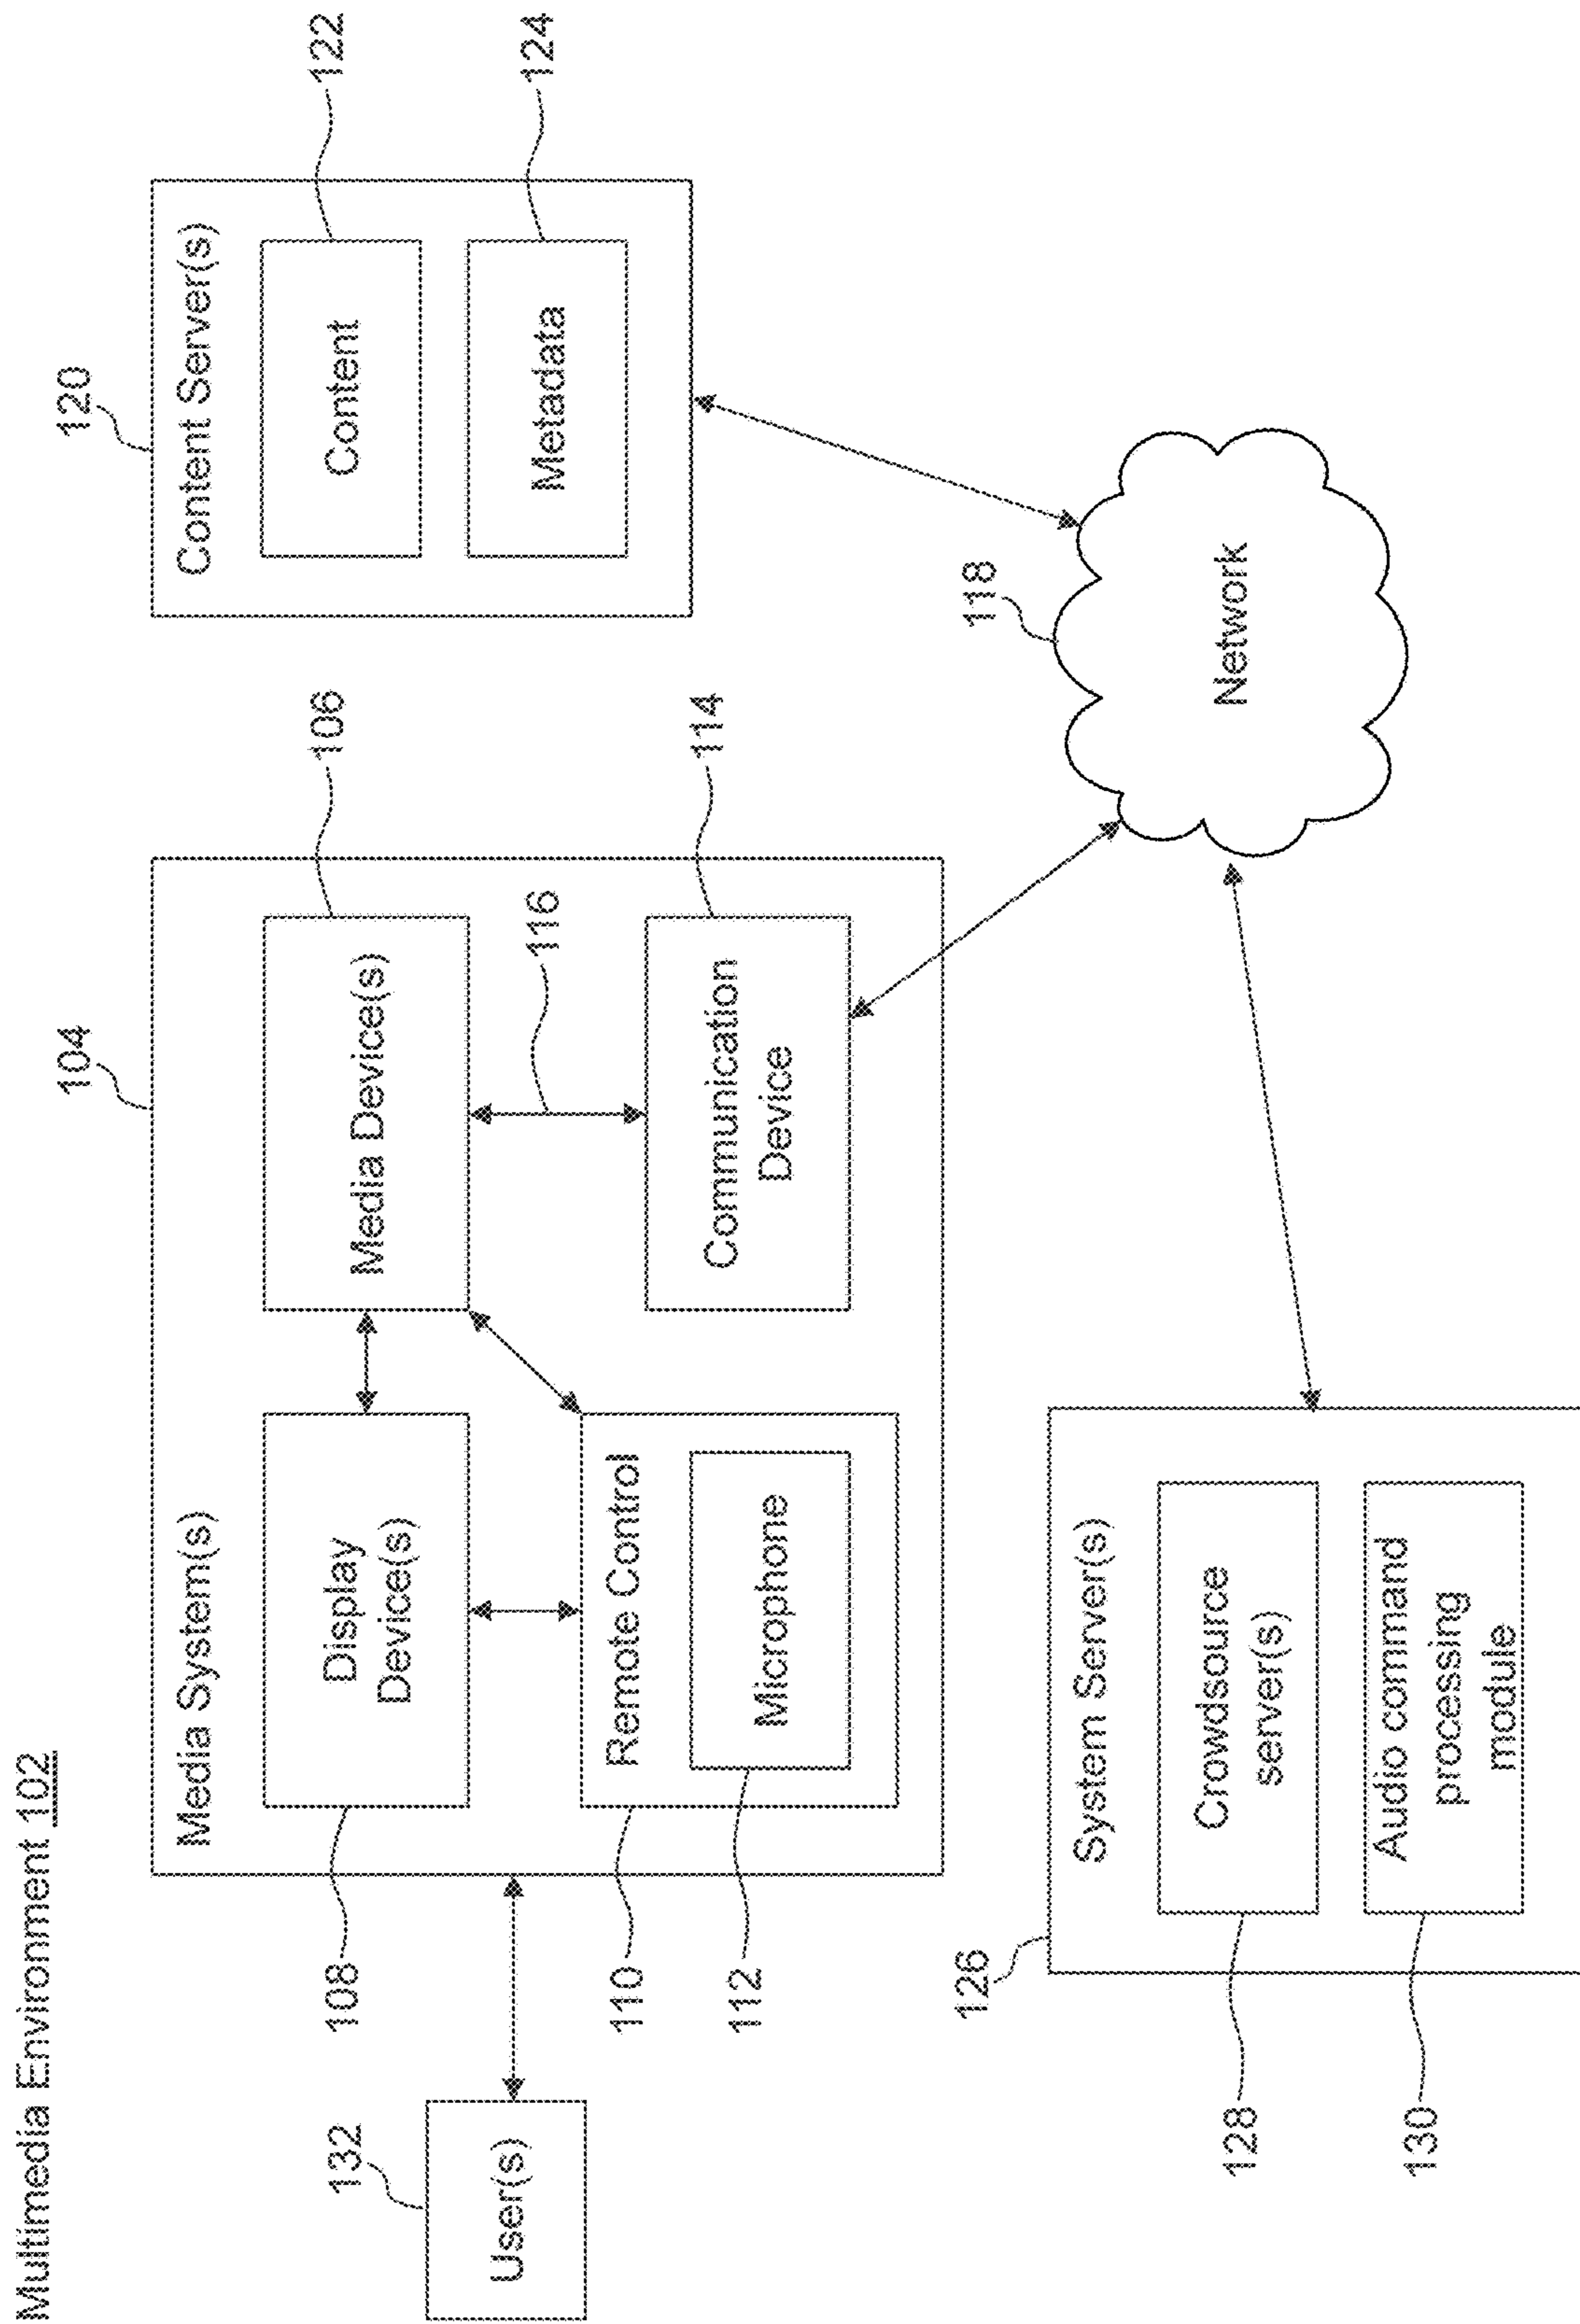 Multimedia Environment 102
104
Media System(s)
Display
Device(s)
108
Media Device(s)
106
116
Remote Control
110
Microphone
112
Communication
Device
114
User(s)
132
120
Content Server(s)
Content
122
Metadata
124
118
Network
126
System Server(s)
Crowdsource
server(s)
128
Audio command
processing
module
130